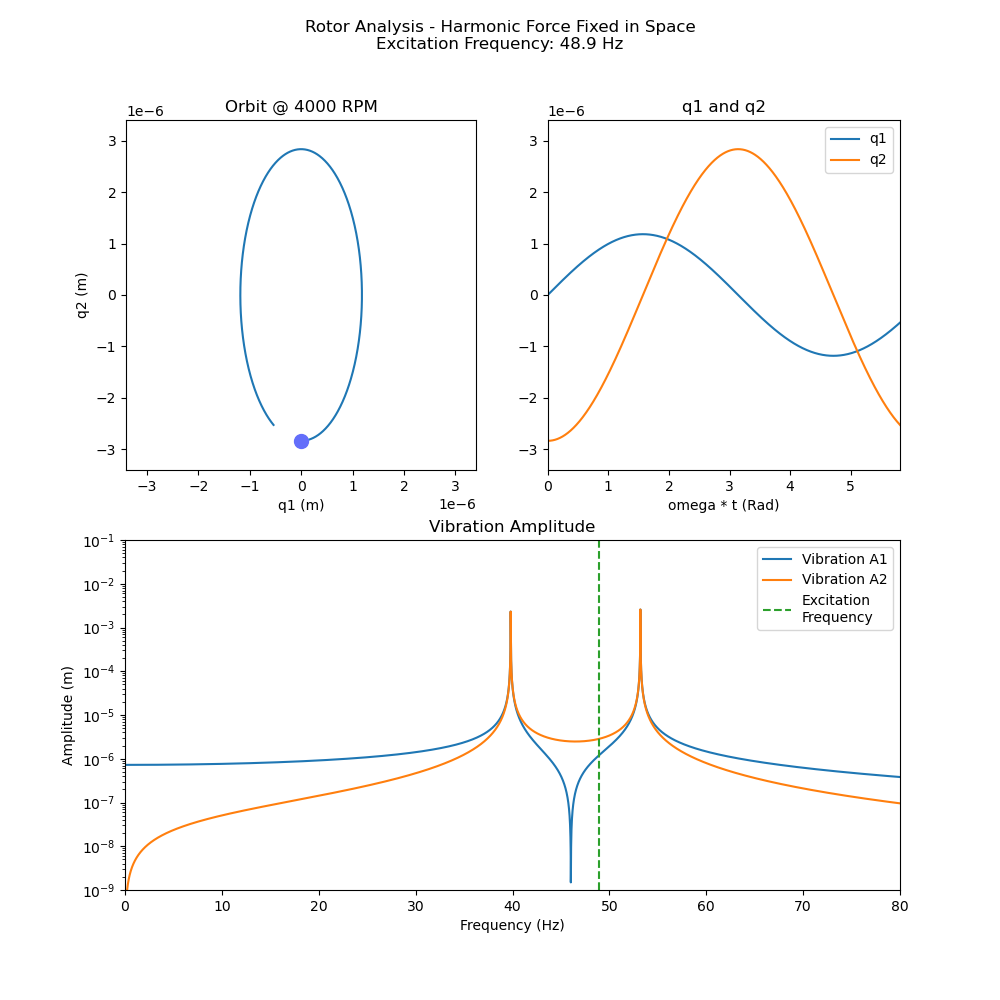 Rotor Analysis - Harmonic Force Fixed in Space
Excitation Frequency: 48.9 Hz
Orbit @ 4000 RPM
1e−6
3
2
1
0
−1
−2
−3
q2 (m)
−3 −2 −1 0 1 2 3
q1 (m)
1e−6
q1 and q2
1e−6
q1
q2
3
2
1
0
−1
−2
−3
0 1 2 3 4 5
omega * t (Rad)
Vibration Amplitude
Vibration A1
Vibration A2
Excitation
Frequency
10⁻¹
10⁻²
10⁻³
10⁻⁴
10⁻⁵
10⁻⁶
10⁻⁷
10⁻⁸
10⁻⁹
Amplitude (m)
0 10 20 30 40 50 60 70 80
Frequency (Hz)